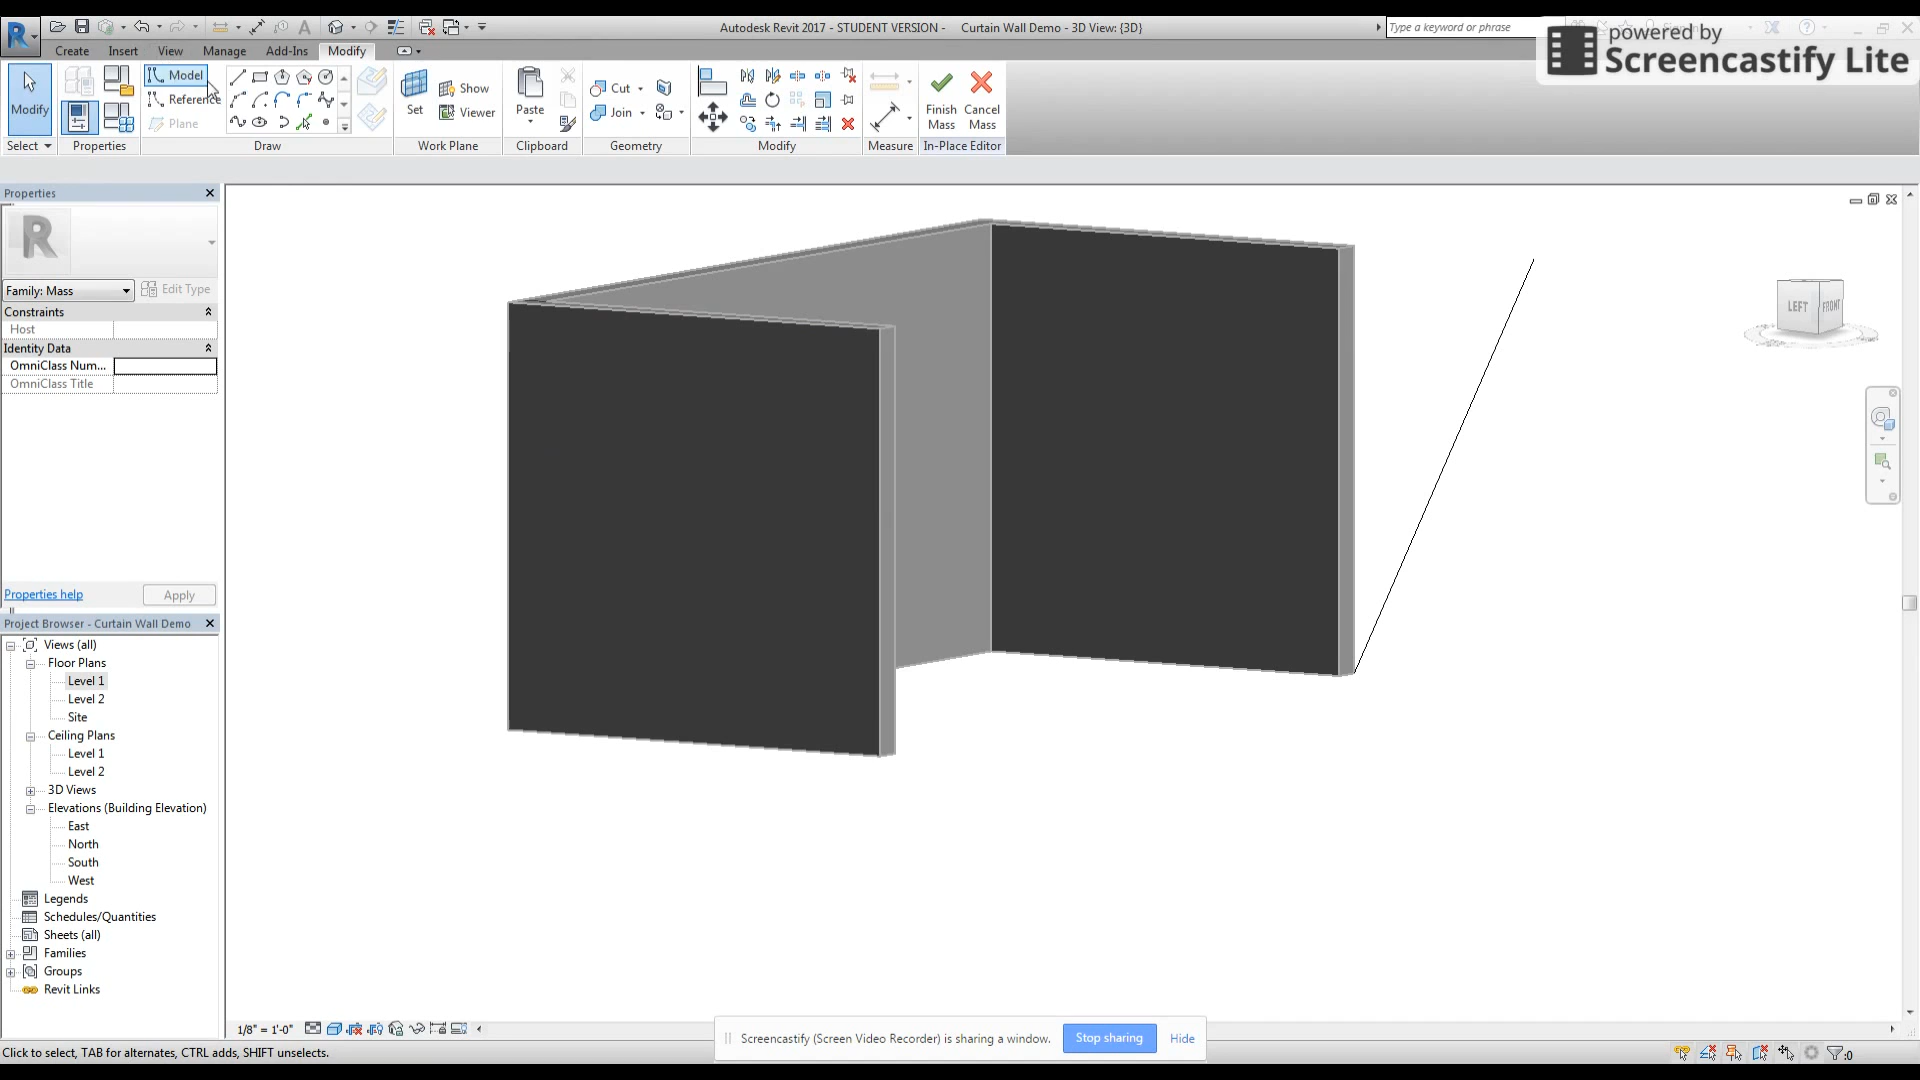 Autodesk Revit 2017 - STUDENT VERSION -    Curtain Wall Demo - 3D View: {3D}
Type a keyword or phrase
powered by
Screencastify Lite
Create Insert View Manage Add-Ins Modify
Modify
Model
Reference
Plane
Set
Show
Viewer
Paste
Cut
Join
Finish Mass
Cancel Mass
Select Properties Draw Work Plane Clipboard Geometry Modify Measure In-Place Editor
Properties
Family: Mass
Edit Type
Constraints
Host
Identity Data
OmniClass Num...
OmniClass Title
Properties help
Apply
Project Browser - Curtain Wall Demo
Views (all)
Floor Plans
Level 1
Level 2
Site
Ceiling Plans
Level 1
Level 2
3D Views
Elevations (Building Elevation)
East
North
South
West
Legends
Schedules/Quantities
Sheets (all)
Families
Groups
Revit Links
LEFT FRONT
1/8" = 1'-0"
Screencastify (Screen Video Recorder) is sharing a window.
Stop sharing
Hide
Click to select, TAB for alternates, CTRL adds, SHIFT unselects.
:0